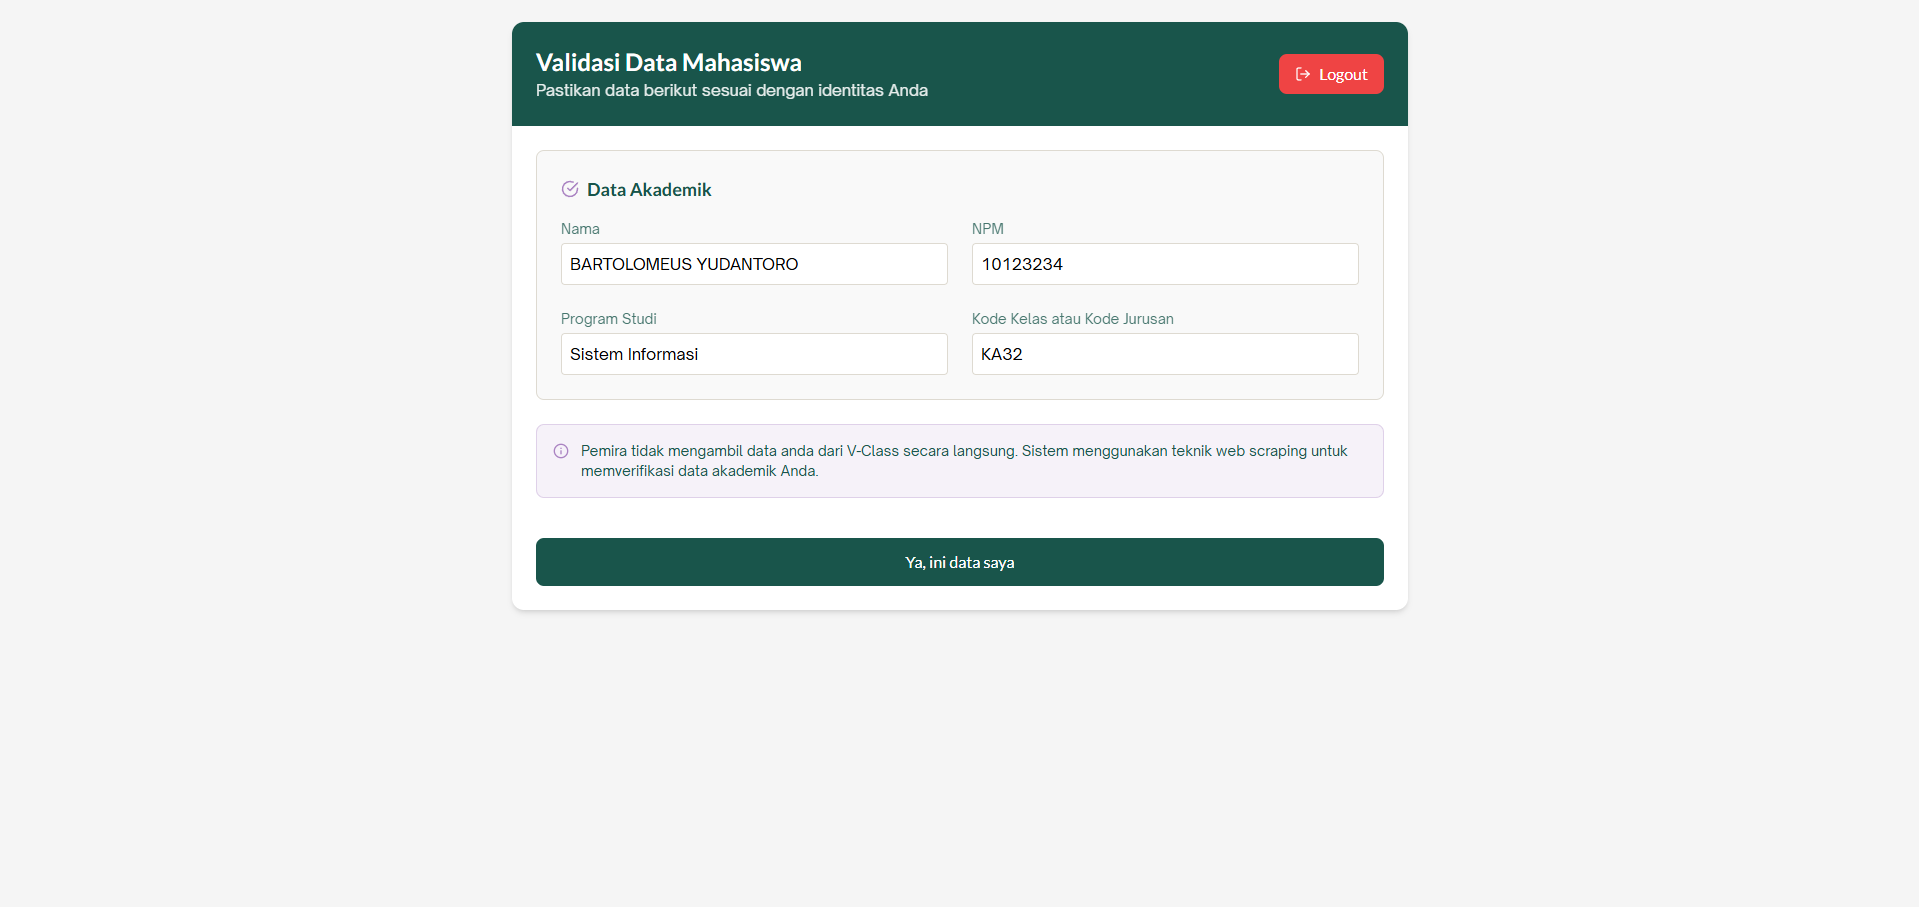 Validasi Data Mahasiswa
Pastikan data berikut sesuai dengan identitas Anda
Logout
Data Akademik
Nama
BARTOLOMEUS YUDANTORO
NPM
10123234
Program Studi
Sistem Informasi
Kode Kelas atau Kode Jurusan
KA32
Pemira tidak mengambil data anda dari V-Class secara langsung. Sistem menggunakan teknik web scraping untuk
memverifikasi data akademik Anda.
Ya, ini data saya